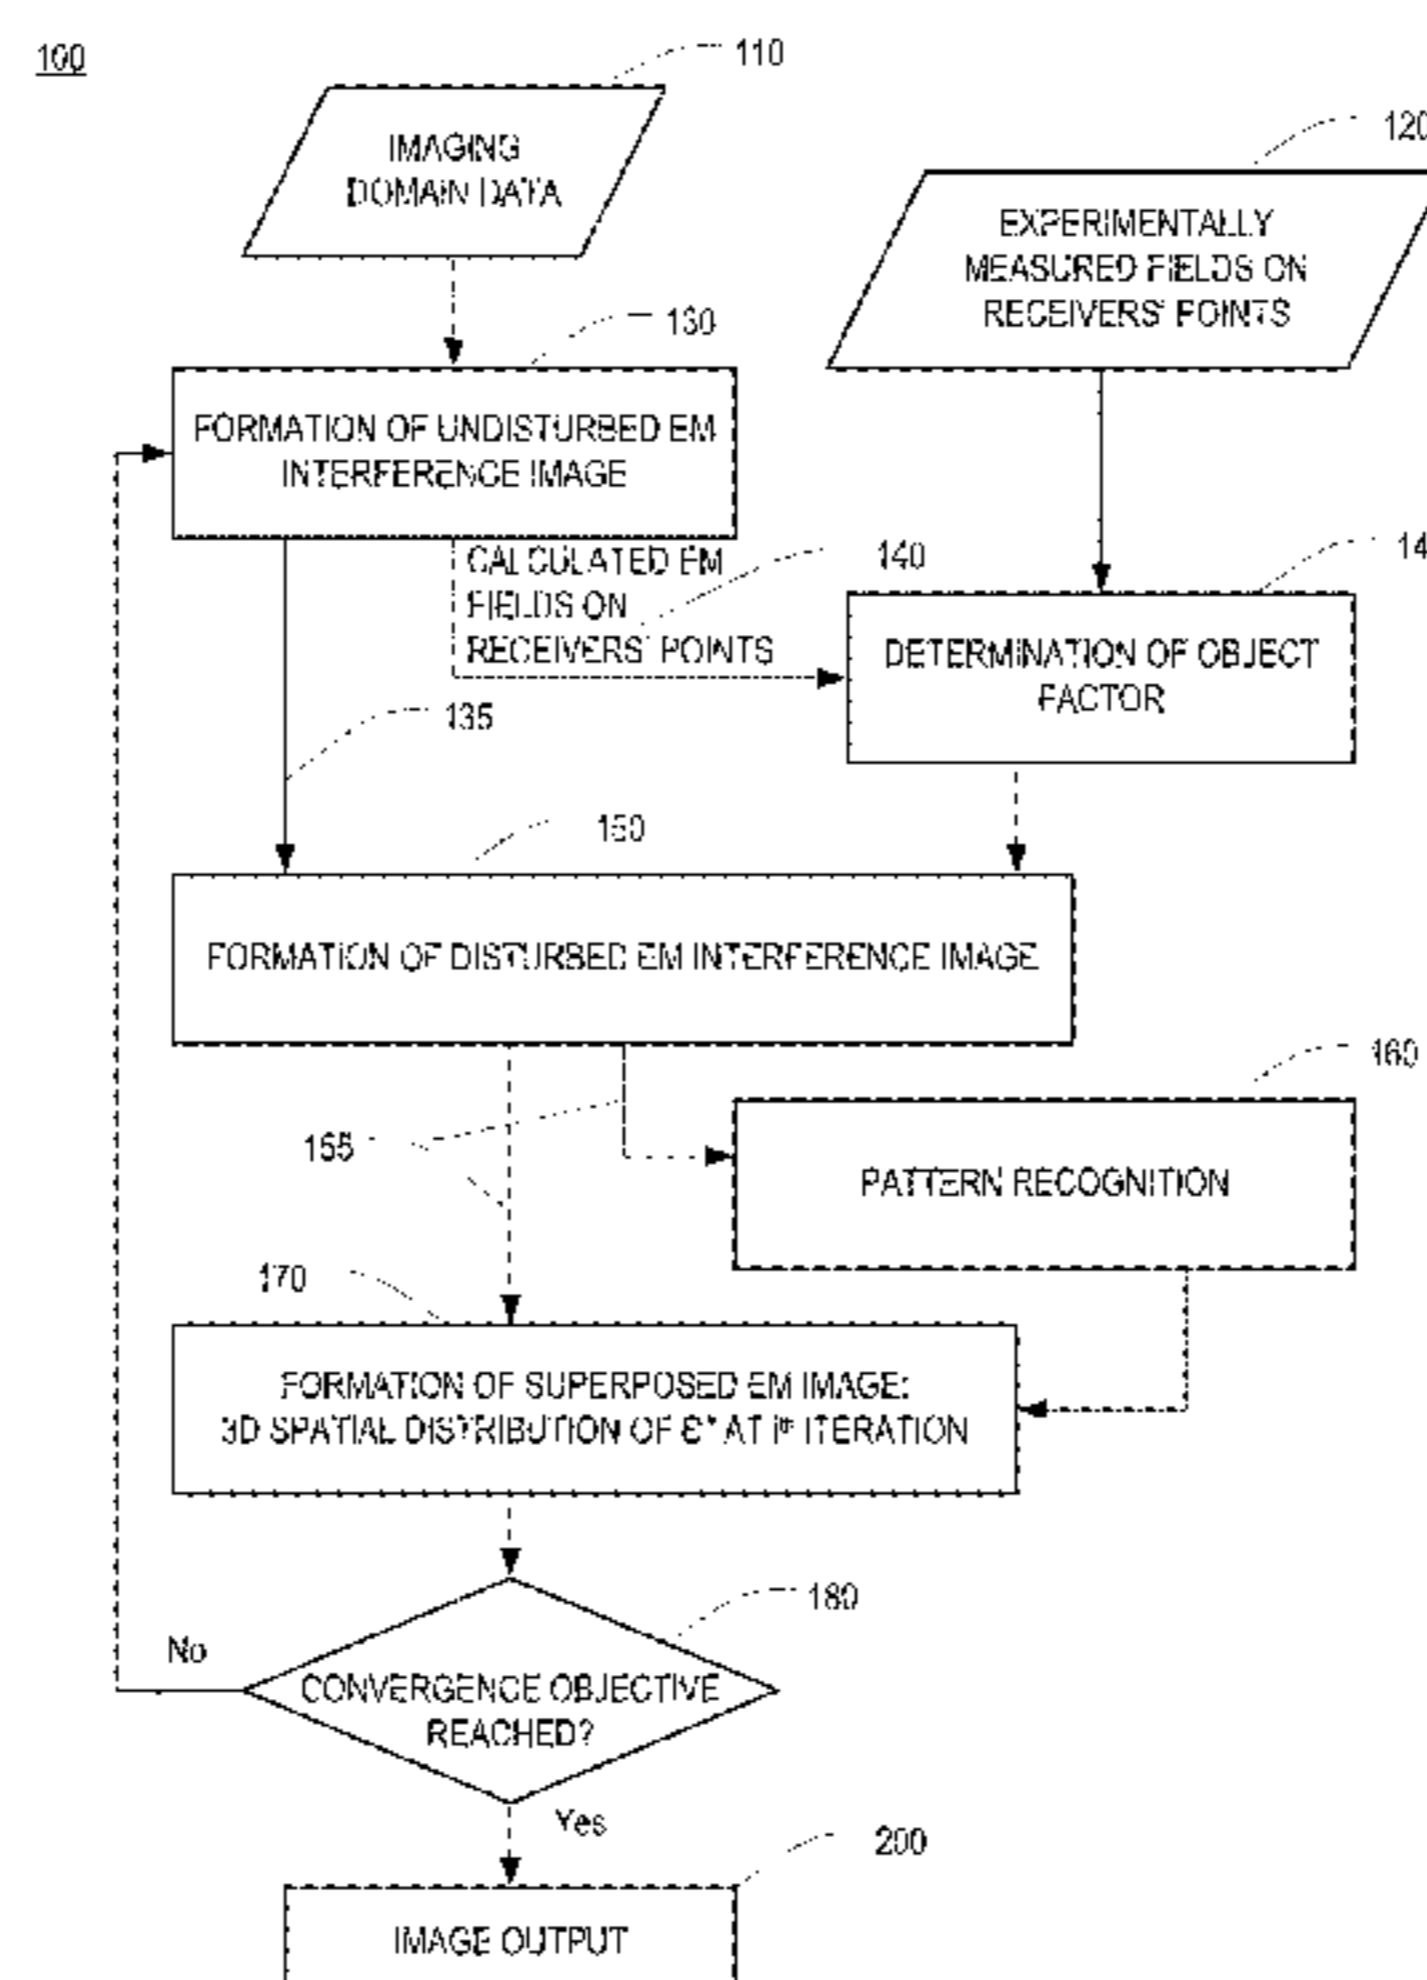 100
110
IMAGING
DOMAIN DATA
120
EXPERIMENTALLY
MEASURED FIELDS ON
RECEIVERS' POINTS
130
FORMATION OF UNDISTURBED EM
INTERFERENCE IMAGE
CALCULATED EM
FIELDS ON
RECEIVERS' POINTS
140
14
DETERMINATION OF OBJECT
FACTOR
135
150
FORMATION OF DISTURBED EM INTERFERENCE IMAGE
160
155
PATTERN RECOGNITION
170
FORMATION OF SUPERPOSED EM IMAGE:
3D SPATIAL DISTRIBUTION OF ε* AT iᵗʰ ITERATION
180
No
CONVERGENCE OBJECTIVE
REACHED?
Yes
200
IMAGE OUTPUT